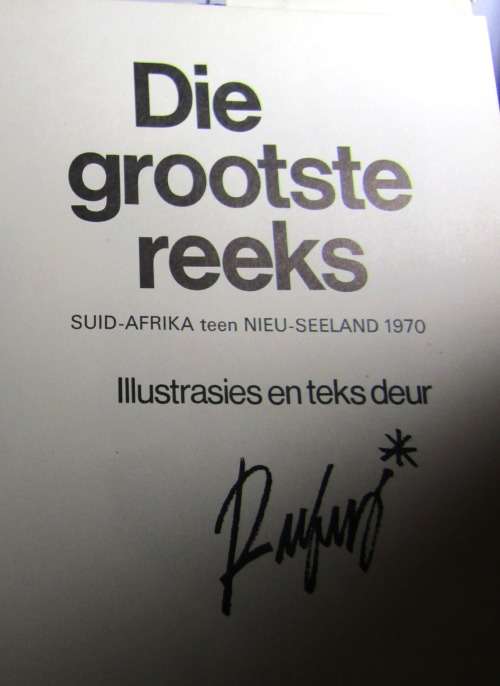 Die
grootste
reeks
SUID-AFRIKA teen NIEU-SEELAND 1970
Illustrasies en teks deur
Rufus*